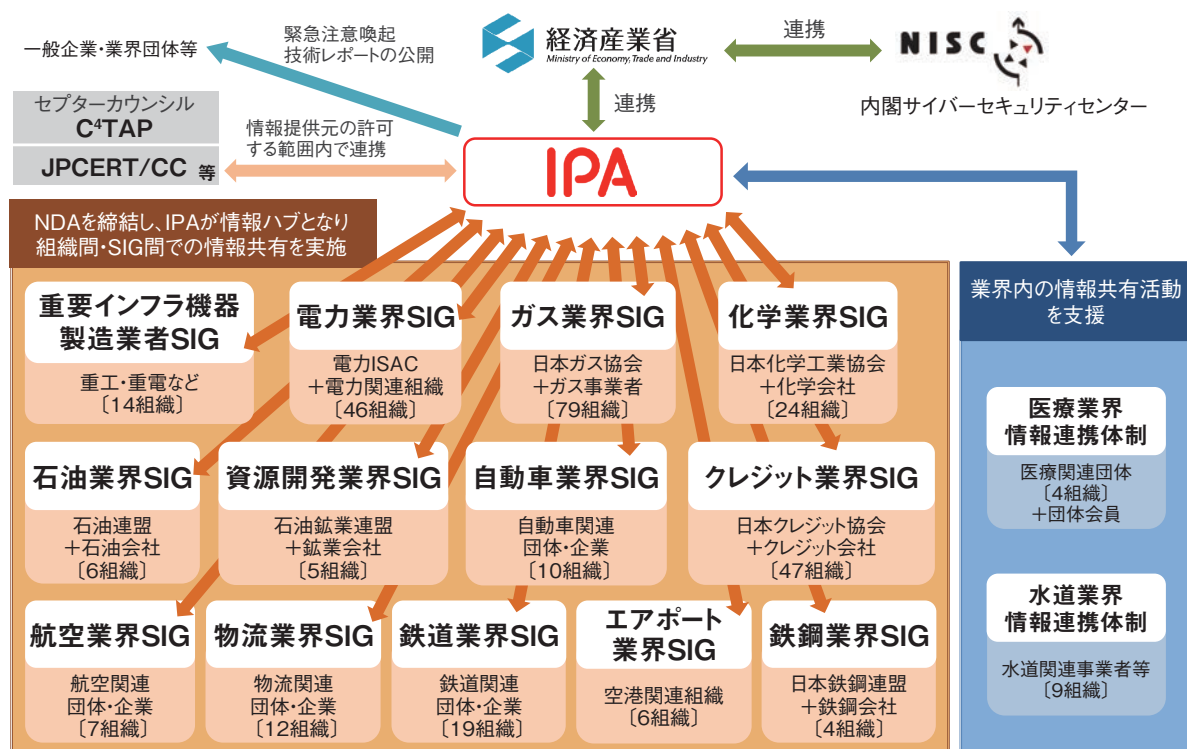 一般企業・業界団体等
緊急注意喚起
技術レポートの公開
経済産業省
Ministry of Economy, Trade and Industry
連携
NISC
内閣サイバーセキュリティセンター
連携
セプターカウンシル
C⁴TAP
JPCERT/CC 等
情報提供元の許可
する範囲内で連携
IPA
NDAを締結し、IPAが情報ハブとなり
組織間・SIG間での情報共有を実施
重要インフラ機器
製造業者SIG
重工・重電など
〔14組織〕
電力業界SIG
電力ISAC
＋電力関連組織
〔46組織〕
ガス業界SIG
日本ガス協会
＋ガス事業者
〔79組織〕
化学業界SIG
日本化学工業協会
＋化学会社
〔24組織〕
石油業界SIG
石油連盟
＋石油会社
〔6組織〕
資源開発業界SIG
石油鉱業連盟
＋鉱業会社
〔5組織〕
自動車業界SIG
自動車関連
団体・企業
〔10組織〕
クレジット業界SIG
日本クレジット協会
＋クレジット会社
〔47組織〕
航空業界SIG
航空関連
団体・企業
〔7組織〕
物流業界SIG
物流関連
団体・企業
〔12組織〕
鉄道業界SIG
鉄道関連
団体・企業
〔19組織〕
エアポート
業界SIG
空港関連組織
〔6組織〕
鉄鋼業界SIG
日本鉄鋼連盟
＋鉄鋼会社
〔4組織〕
業界内の情報共有活動
を支援
医療業界
情報連携体制
医療関連団体
〔4組織〕
＋団体会員
水道業界
情報連携体制
水道関連事業者等
〔9組織〕